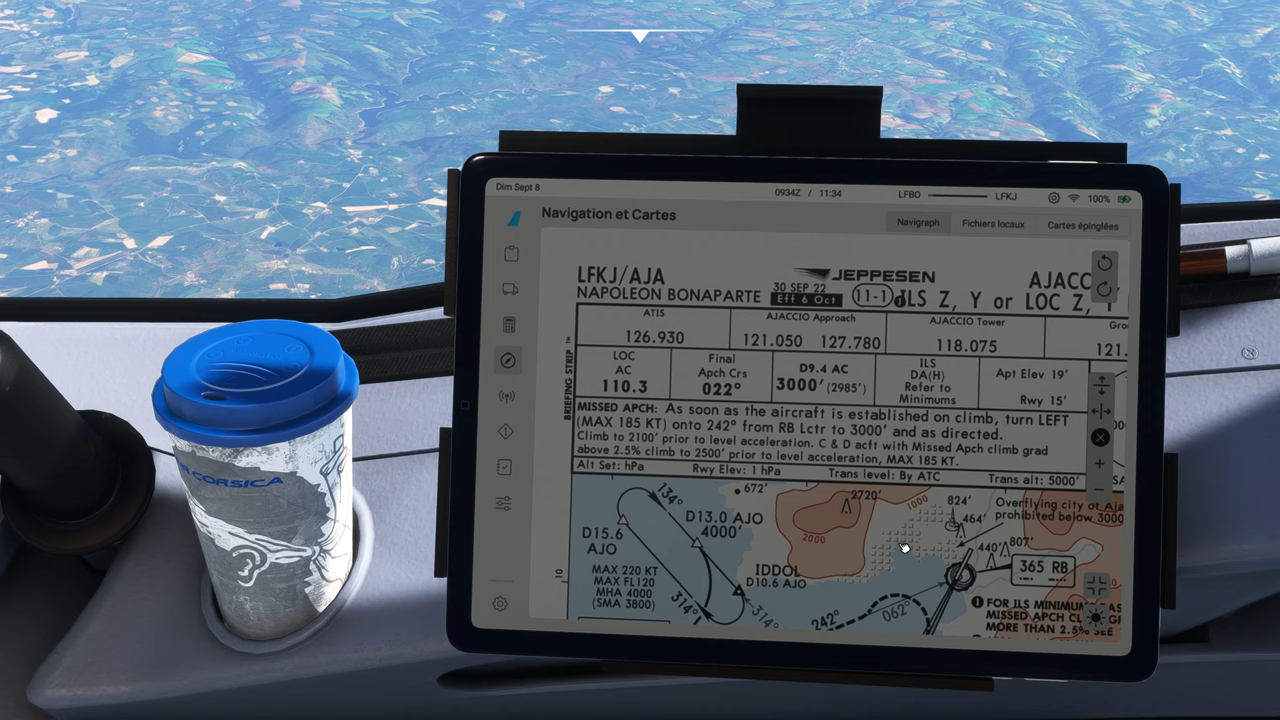 Dim Sept 8
0934Z / 11:34
LFBO LFKJ
100%
Navigation et Cartes
Navigraph
Fichiers locaux
Cartes épinglées
LFKJ/AJA
JEPPESEN
AJACC
NAPOLEON BONAPARTE
30 SEP 22
Eff 6 Oct
11-1
ILS Z, Y or LOC Z,
BRIEFING STRIP TM
ATIS
126.930
AJACCIO Approach
121.050 127.780
AJACCIO Tower
118.075
121.
LOC
AC
110.3
Final
Apch Crs
022°
D9.4 AC
3000' (2985')
ILS
DA(H)
Refer to
Minimums
Apt Elev 19'
Rwy 15'
MISSED APCH: As soon as the aircraft is established on climb, turn LEFT
(MAX 185 KT) onto 242° from RB Lctr to 3000' and as directed.
Climb to 2100' prior to level acceleration. C & D acft with Missed Apch climb grad
above 2.5% climb to 2500' prior to level acceleration, MAX 185 KT.
Alt Set: hPa
Rwy Elev: 1 hPa
Trans level: By ATC
Trans alt: 5000'
134°
672'
2720'
1000
824'
Overflying city of Aja
prohibited below 3000
464'
D13.0 AJO
4000'
D15.6
AJO
2000
440'
807'
365 RB
IDDOL
D10.6 AJO
MAX 220 KT
MAX FL120
MHA 4000
(SMA 3800)
10
314°
314°
242°
062°
FOR ILS MINIMUM
MISSED APCH CL
MORE THAN 2.5% SEE
AIR CORSICA